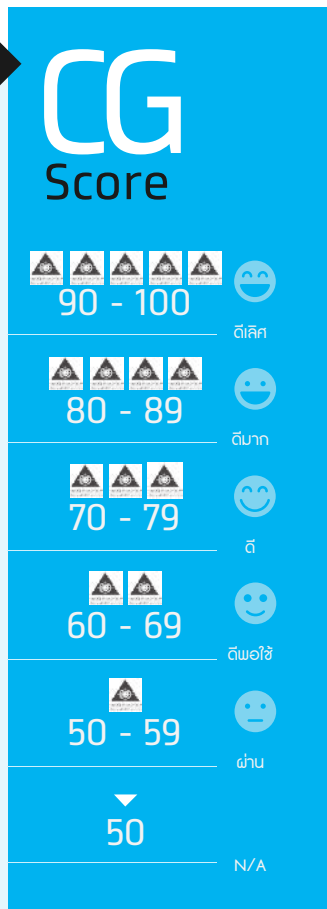 CG
Score
90 - 100
ดีเลิศ
80 - 89
ดีมาก
70 - 79
ดี
60 - 69
ดีพอใช้
50 - 59
ผ่าน
50
N/A